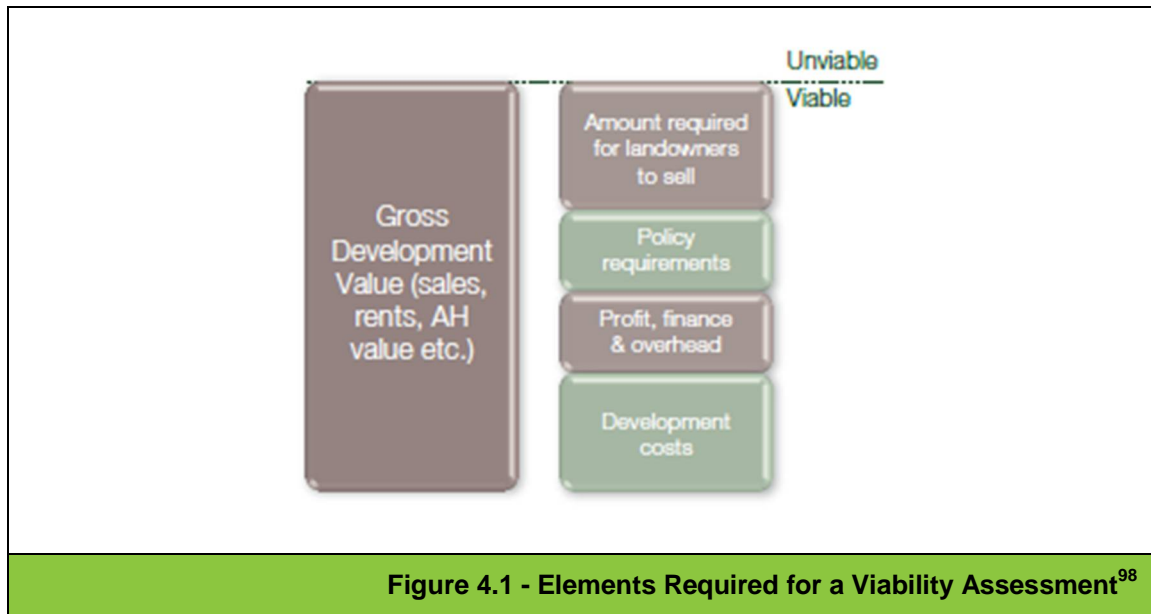 Unviable
Viable
Gross
Development
Value (sales,
rents, AH
value etc.)
Amount required
for landowners
to sell
Policy
requirements
Profit, finance
& overhead
Development
costs
Figure 4.1 - Elements Required for a Viability Assessment98